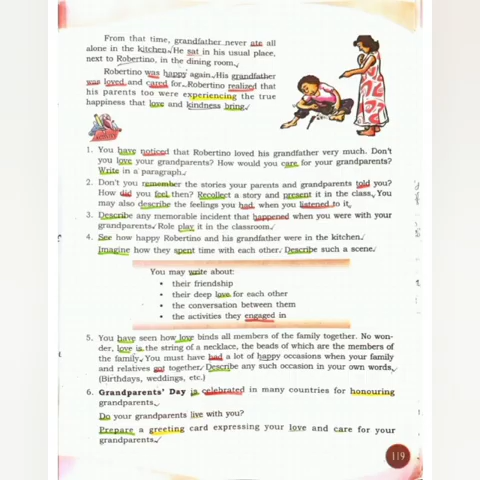 From that time, grandfather never ate all
alone in the kitchen. He sat in his usual place,
next to Robertino, in the dining room.
Robertino was happy again. His grandfather
was loved and cared for. Robertino realized that
his parents too were experiencing the true
happiness that love and kindness bring.
1. You have noticed that Robertino loved his grandfather very much. Don't
you love your grandparents? How would you care for your grandparents?
Write in a paragraph.
2. Don't you remember the stories your parents and grandparents told you?
How did you feel then? Recollect a story and present it in the class. You
may also describe the feelings you had, when you listened to it.
3. Describe any memorable incident that happened when you were with your
grandparents. Role play it in the classroom.
4. See how happy Robertino and his grandfather were in the kitchen.
Imagine how they spent time with each other. Describe such a scene.
You may write about:
• their friendship
• their deep love for each other
• the conversation between them
• the activities they engaged in
5. You have seen how love binds all members of the family together. No won-
der, love is the string of a necklace, the beads of which are the members of
the family. You must have had a lot of happy occasions when your family
and relatives got together. Describe any such occasion in your own words.
(Birthdays, weddings, etc.)
6. Grandparents' Day is celebrated in many countries for honouring
grandparents.
Do your grandparents live with you?
Prepare a greeting card expressing your love and care for your
grandparents.
119